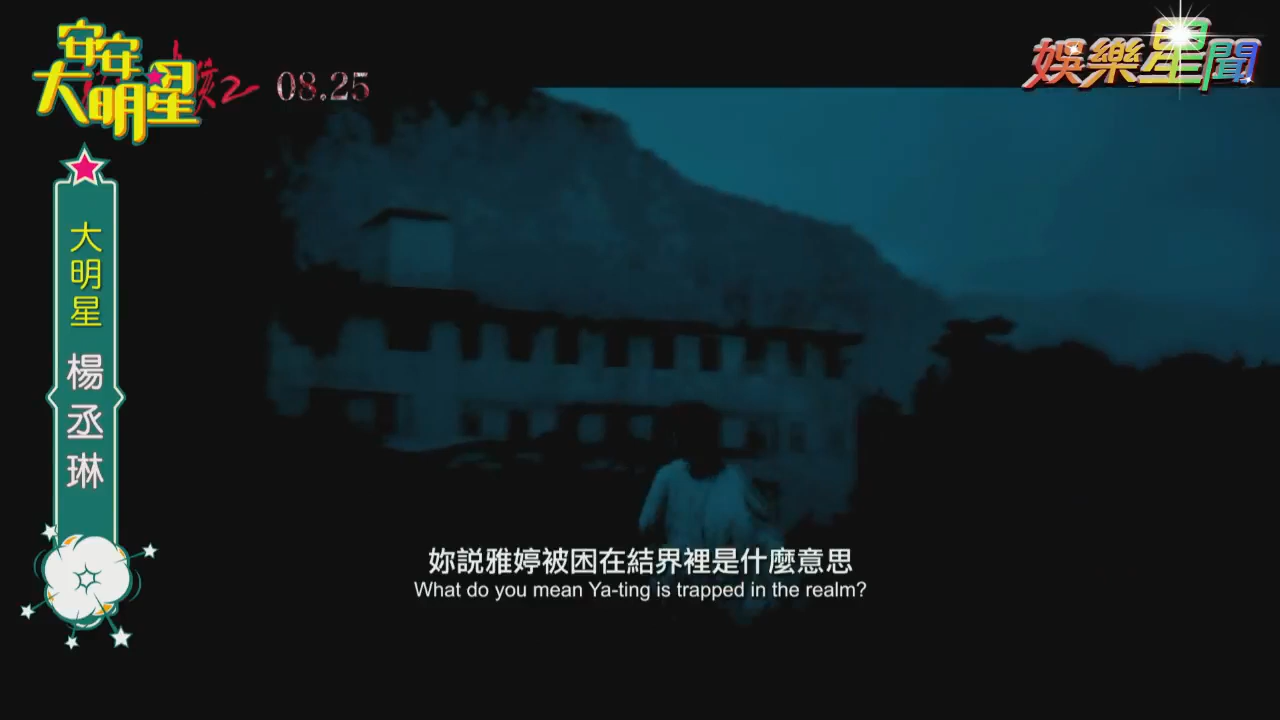 安安
大明星
2 08.25
娛樂星聞
大明星 楊丞琳
妳説雅婷被困在結界裡是什麼意思
What do you mean Ya-ting is trapped in the realm?